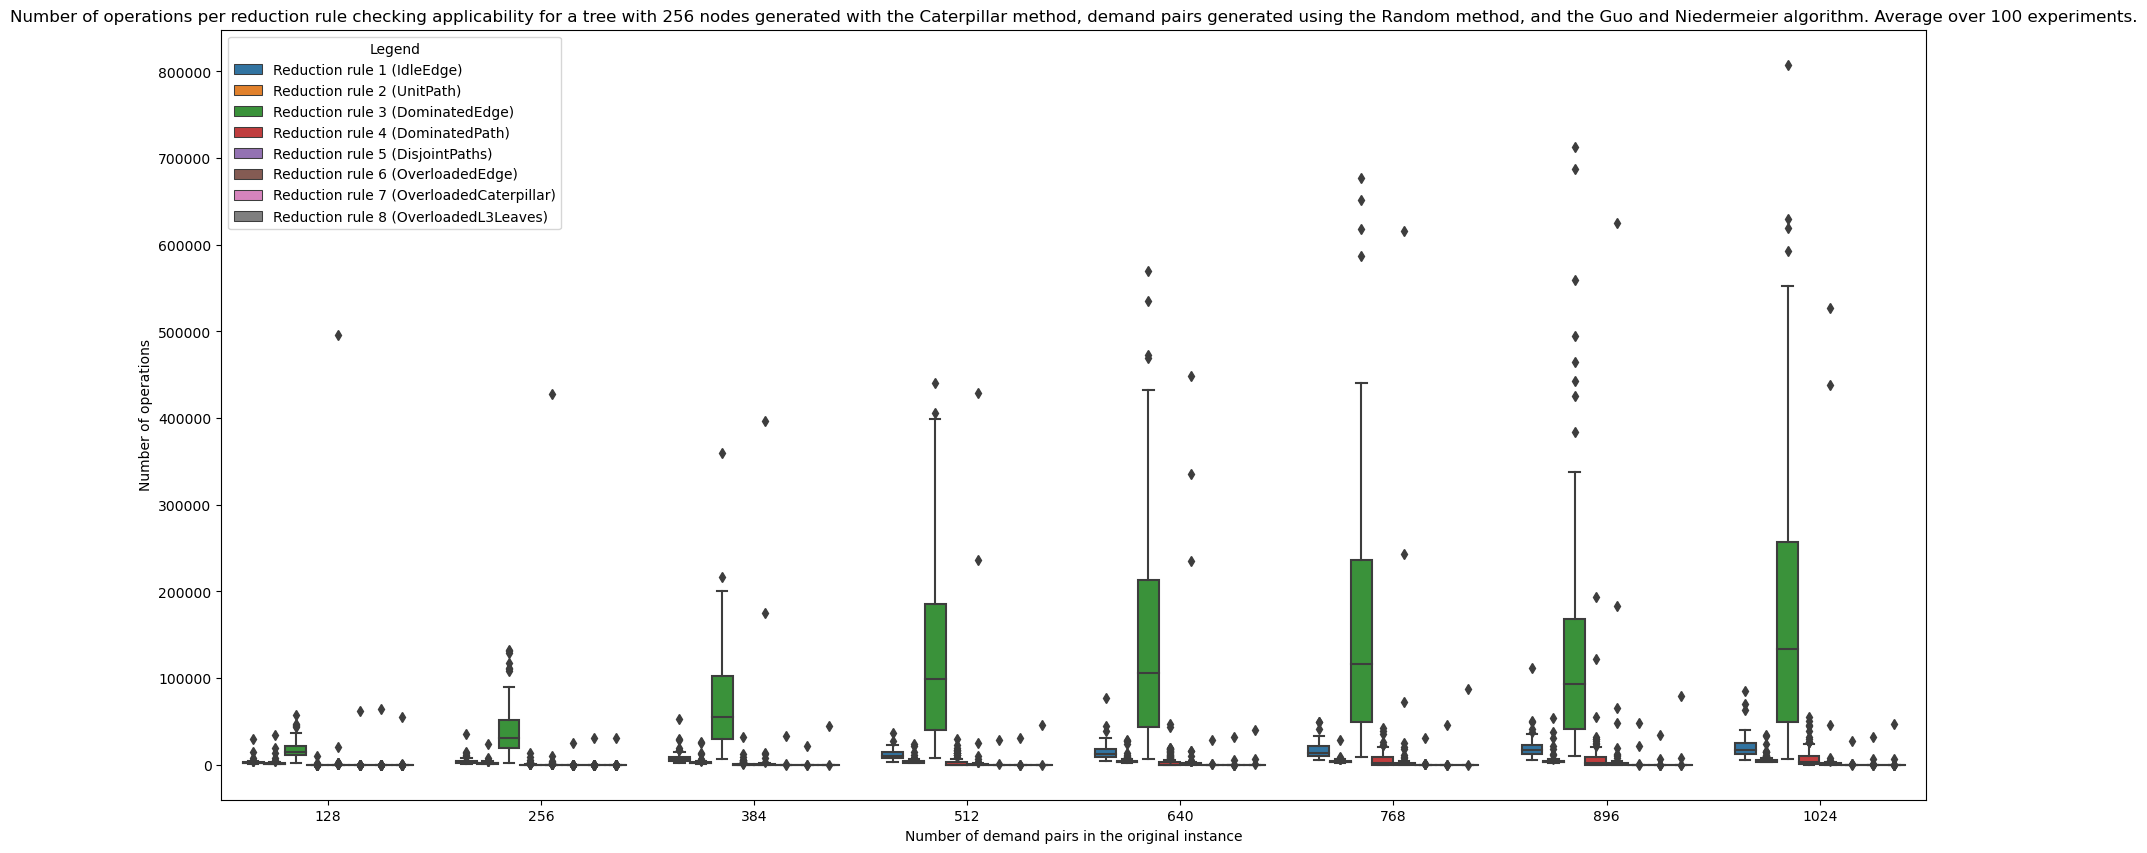 Number of operations per reduction rule checking applicability for a tree with 256 nodes generated with the Caterpillar method, demand pairs generated using the Random method, and the Guo and Niedermeier algorithm. Average over 100 experiments.
Legend
Reduction rule 1 (IdleEdge)
Reduction rule 2 (UnitPath)
Reduction rule 3 (DominatedEdge)
Reduction rule 4 (DominatedPath)
Reduction rule 5 (DisjointPaths)
Reduction rule 6 (OverloadedEdge)
Reduction rule 7 (OverloadedCaterpillar)
Reduction rule 8 (OverloadedL3Leaves)
800000
700000
600000
500000
400000
300000
200000
100000
0
Number of operations
128 256 384 512 640 768 896 1024
Number of demand pairs in the original instance